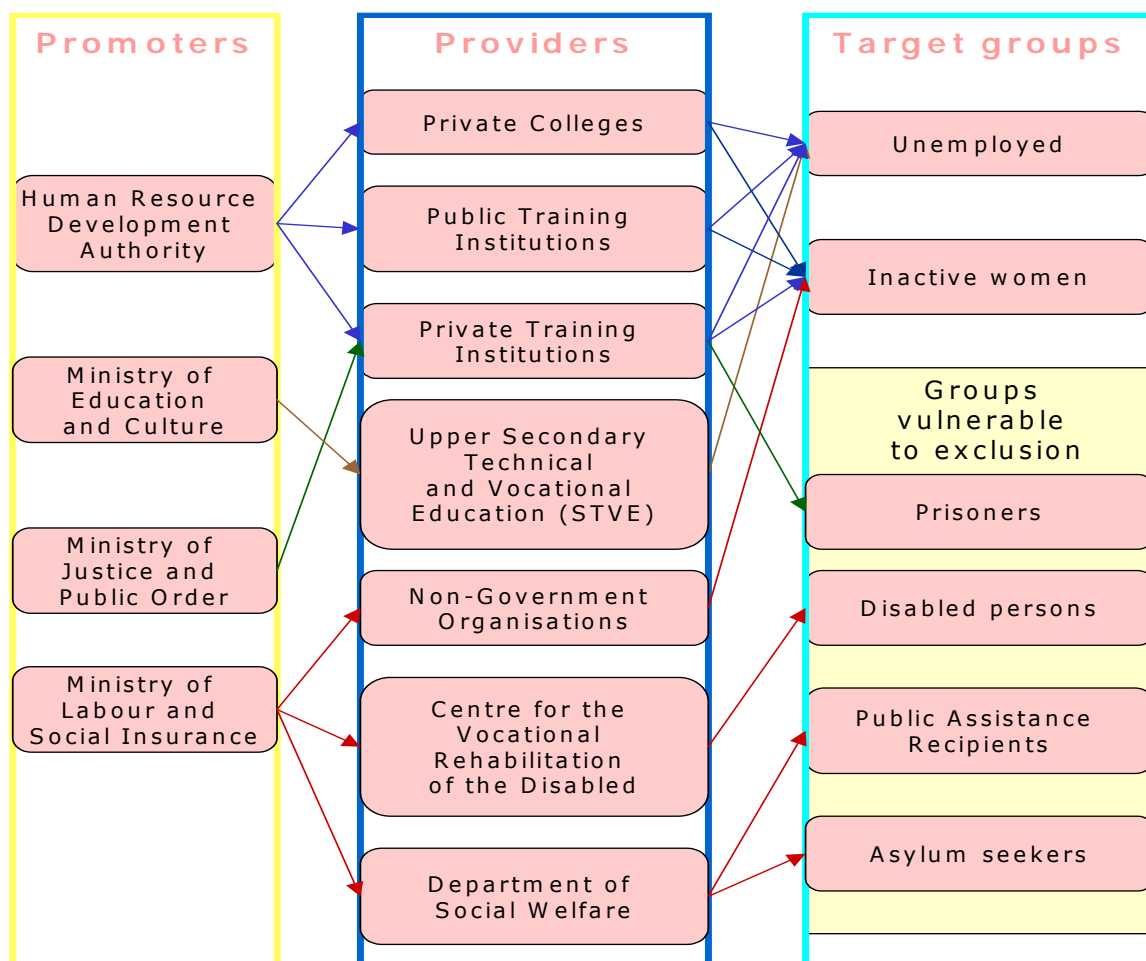 Promoters
Human Resource
Development
Authority
Ministry of
Education
and Culture
Ministry of
Justice and
Public Order
Ministry of
Labour and
Social Insurance
Providers
Private Colleges
Public Training
Institutions
Private Training
Institutions
Upper Secondary
Technical
and Vocational
Education (STVE)
Non-Government
Organisations
Centre for the
Vocational
Rehabilitation
of the Disabled
Department of
Social Welfare
Target groups
Unemployed
Inactive women
Groups
vulnerable
to exclusion
Prisoners
Disabled persons
Public Assistance
Recipients
Asylum seekers